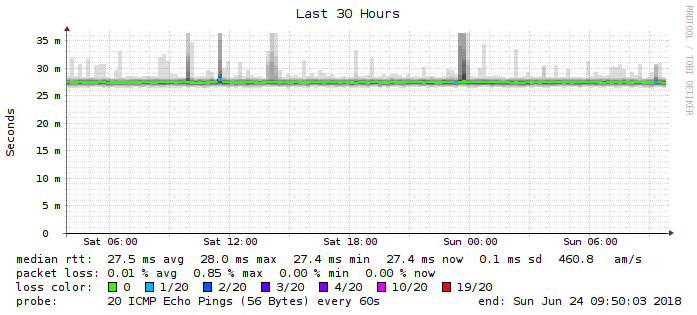 Last 30 Hours
RRDTOOL / TOBI OETIKER
Seconds
35 m
30 m
25 m
20 m
15 m
10 m
5 m
0
Sat 06:00 Sat 12:00 Sat 18:00 Sun 00:00 Sun 06:00
median rtt: 27.5 ms avg 28.0 ms max 27.4 ms min 27.4 ms now 0.1 ms sd 460.8 am/s
packet loss: 0.01 % avg 0.85 % max 0.00 % min 0.00 % now
loss color: 0 1/20 2/20 3/20 4/20 10/20 19/20
probe: 20 ICMP Echo Pings (56 Bytes) every 60s end: Sun Jun 24 09:50:03 2018